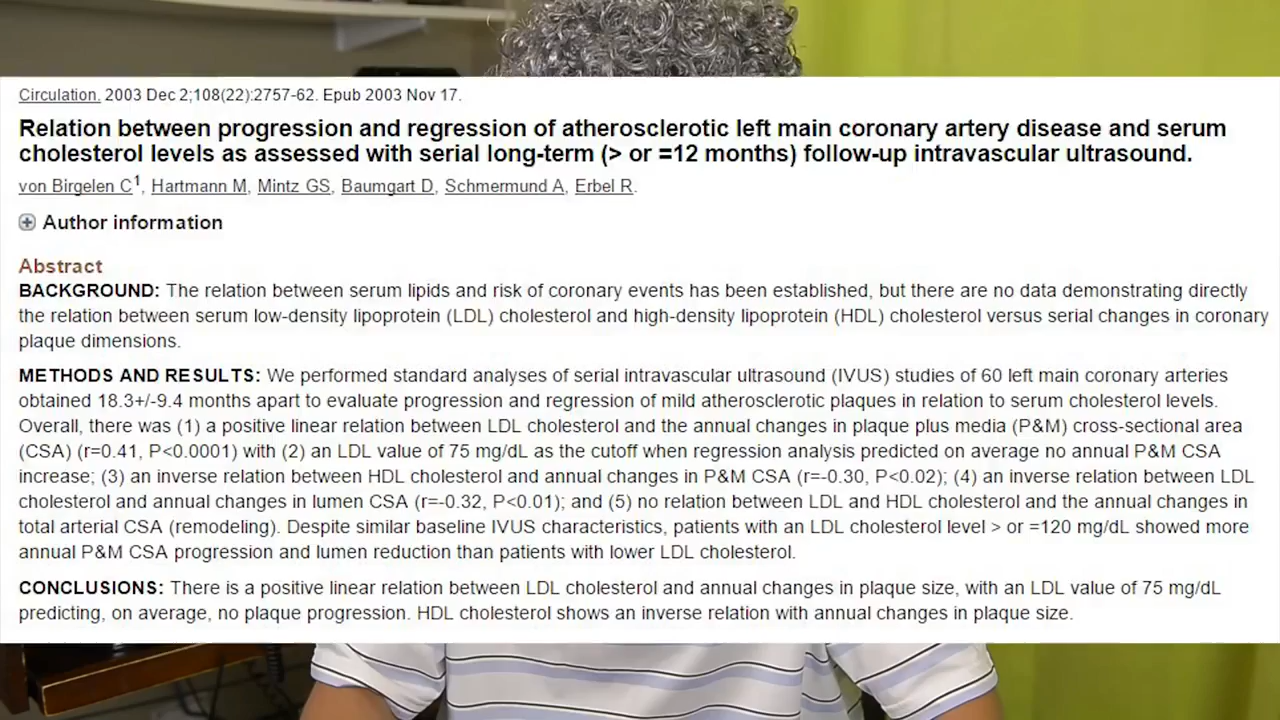 Circulation. 2003 Dec 2;108(22):2757-62. Epub 2003 Nov 17.
Relation between progression and regression of atherosclerotic left main coronary artery disease and serum
cholesterol levels as assessed with serial long-term (> or =12 months) follow-up intravascular ultrasound.
von Birgelen C1, Hartmann M, Mintz GS, Baumgart D, Schmermund A, Erbel R.
Author information
Abstract
BACKGROUND: The relation between serum lipids and risk of coronary events has been established, but there are no data demonstrating directly
the relation between serum low-density lipoprotein (LDL) cholesterol and high-density lipoprotein (HDL) cholesterol versus serial changes in coronary
plaque dimensions.
METHODS AND RESULTS: We performed standard analyses of serial intravascular ultrasound (IVUS) studies of 60 left main coronary arteries
obtained 18.3+/-9.4 months apart to evaluate progression and regression of mild atherosclerotic plaques in relation to serum cholesterol levels.
Overall, there was (1) a positive linear relation between LDL cholesterol and the annual changes in plaque plus media (P&M) cross-sectional area
(CSA) (r=0.41, P<0.0001) with (2) an LDL value of 75 mg/dL as the cutoff when regression analysis predicted on average no annual P&M CSA
increase; (3) an inverse relation between HDL cholesterol and annual changes in P&M CSA (r=-0.30, P<0.02); (4) an inverse relation between LDL
cholesterol and annual changes in lumen CSA (r=-0.32, P<0.01); and (5) no relation between LDL and HDL cholesterol and the annual changes in
total arterial CSA (remodeling). Despite similar baseline IVUS characteristics, patients with an LDL cholesterol level > or =120 mg/dL showed more
annual P&M CSA progression and lumen reduction than patients with lower LDL cholesterol.
CONCLUSIONS: There is a positive linear relation between LDL cholesterol and annual changes in plaque size, with an LDL value of 75 mg/dL
predicting, on average, no plaque progression. HDL cholesterol shows an inverse relation with annual changes in plaque size.